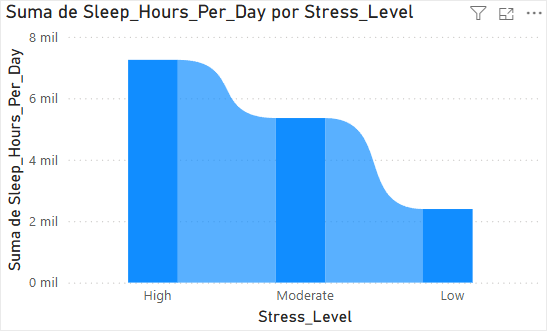 Suma de Sleep_Hours_Per_Day por Stress_Level
Suma de Sleep_Hours_Per_Day
8 mil
6 mil
4 mil
2 mil
0 mil
High Moderate Low
Stress_Level